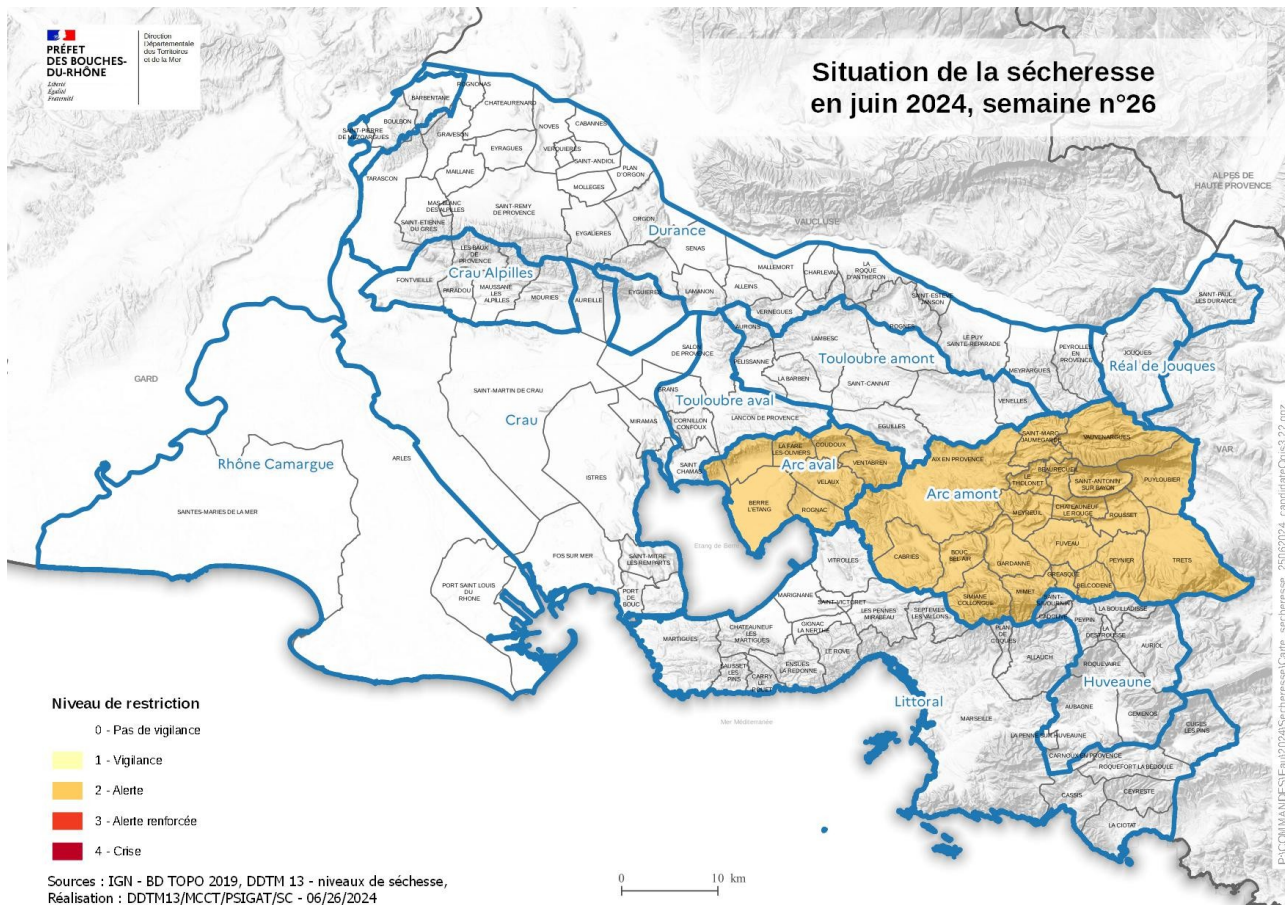 PRÉFET
DES BOUCHES-
DU-RHÔNE
Liberté
Égalité
Fraternité
Direction
Départementale
des Territoires
et de la Mer
Situation de la sécheresse
en juin 2024, semaine n°26
ROGNONAS
BARBENTANE
CHATEAURENARD
BOULBON
SAINT-PIERRE
DE MEZOARGUES
GRAVESON
NOVES
CABANNES
EYRAGUES
VERQUIERES
SAINT-ANDIOL
MAILLANE
PLAN
D'ORGON
TARASCON
MOLLEGES
MAS-BLANC
DES ALPILLES
SAINT-REMY
DE PROVENCE
SAINT-ETIENNE
DU GRES
ORGON
EYGALIERES
Durance
SENAS
VAUCLUSE
ALPES DE
HAUTE PROVENCE
LES BAUX
DE
PROVENCE
Crau Alpilles
FONTVIEILLE
PARADOU
MAUSSANE
LES
ALPILLES
MOURIES
AUREILLE
EYGUIERES
LAMANON
ALLEINS
MALLEMORT
CHARLEVAL
LA
ROQUE
D'ANTHERON
VERNEGUES
SAINT-ESTEVE
JANSON
SAINT-PAUL
LES DURANCE
AURONS
LAMBESC
ROGNES
LE PUY
SAINTE-REPARADE
PEYROLLES
EN
PROVENCE
JOUQUES
Réal de Jouques
SALON
DE PROVENCE
PELISSANNE
Touloubre amont
MEYRARGUES
LA BARBEN
SAINT-CANNAT
VENELLES
GARD
SAINT-MARTIN DE CRAU
GRANS
Touloubre aval
Crau
MIRAMAS
CORNILLON
CONFOUX
LANCON DE PROVENCE
EGUILLES
SAINT
CHAMAS
LA FARE
LES-OLIVIERS
COUDOUX
VENTABREN
AIX EN PROVENCE
SAINT-MARC
JAUMEGARDE
VAUVENARGUES
VAR
Rhône Camargue
ARLES
ISTRES
Arc aval
VELAUX
BERRE
L'ETANG
ROGNAC
Arc amont
LE
THOLONET
BEAURECUEIL
SAINT-ANTONIN
SUR BAYON
PUYLOUBIER
SAINTES-MARIES DE LA MER
MEYREUIL
CHATEAUNEUF
LE ROUGE
ROUSSET
Etang de Berre
FOS SUR MER
SAINT-MITRE
LES REMPARTS
VITROLLES
CABRIES
BOUC
BEL AIR
GARDANNE
FUVEAU
PEYNIER
TRETS
PORT SAINT LOUIS
DU
RHONE
PORT
DE
BOUC
MARIGNANE
SAINT-VICTORET
GREASQUE
BELCODENE
SIMIANE
COLLONGUE
MIMET
SAINT-
SAVOURNIN
CADOLIVE
MARTIGUES
CHATEAUNEUF
LES
MARTIGUES
GIGNAC
LA NERTHE
LES PENNES
MIRABEAU
SEPTEMES
LES VALLONS
PEYPIN
LA BOUILLADISSE
LA
DESTROUSSE
PLAN
DE
CUQUES
ALLAUCH
AURIOL
SAUSSET
LES
PINS
CARRY
LE
ROUET
ENSUES
LA REDONNE
LE ROVE
ROQUEVAIRE
Huveaune
Littoral
MARSEILLE
AUBAGNE
GEMENOS
CUGES
LES PINS
Mer Méditerranée
LA PENNE SUR HUVEAUNE
CARNOUX EN PROVENCE
ROQUEFORT LA BEDOULE
CASSIS
CEYRESTE
LA CIOTAT
Niveau de restriction
0 - Pas de vigilance
1 - Vigilance
2 - Alerte
3 - Alerte renforcée
4 - Crise
Sources : IGN - BD TOPO 2019, DDTM 13 - niveaux de séchesse,
Réalisation : DDTM13/MCCT/PSIGAT/SC - 06/26/2024
0
10 km